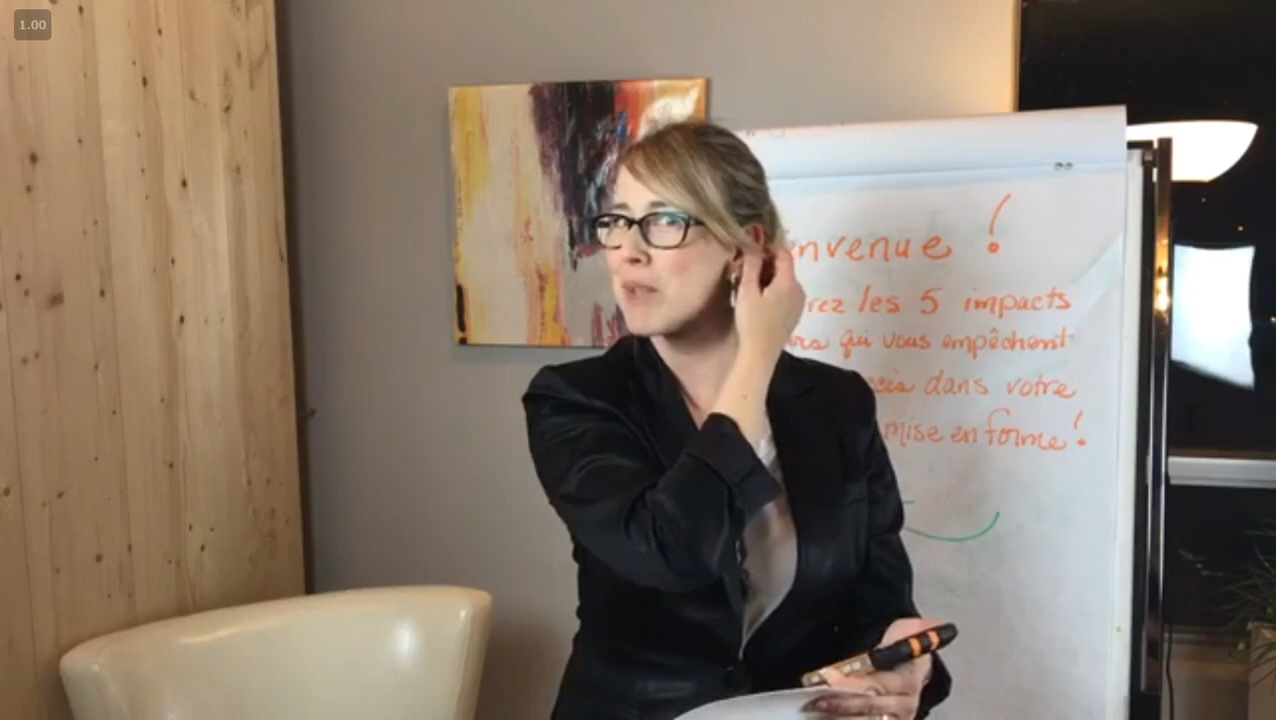 1.00
nvenue !
rez les 5 impacts
qui vous empêchent
dans votre
mise en forme !